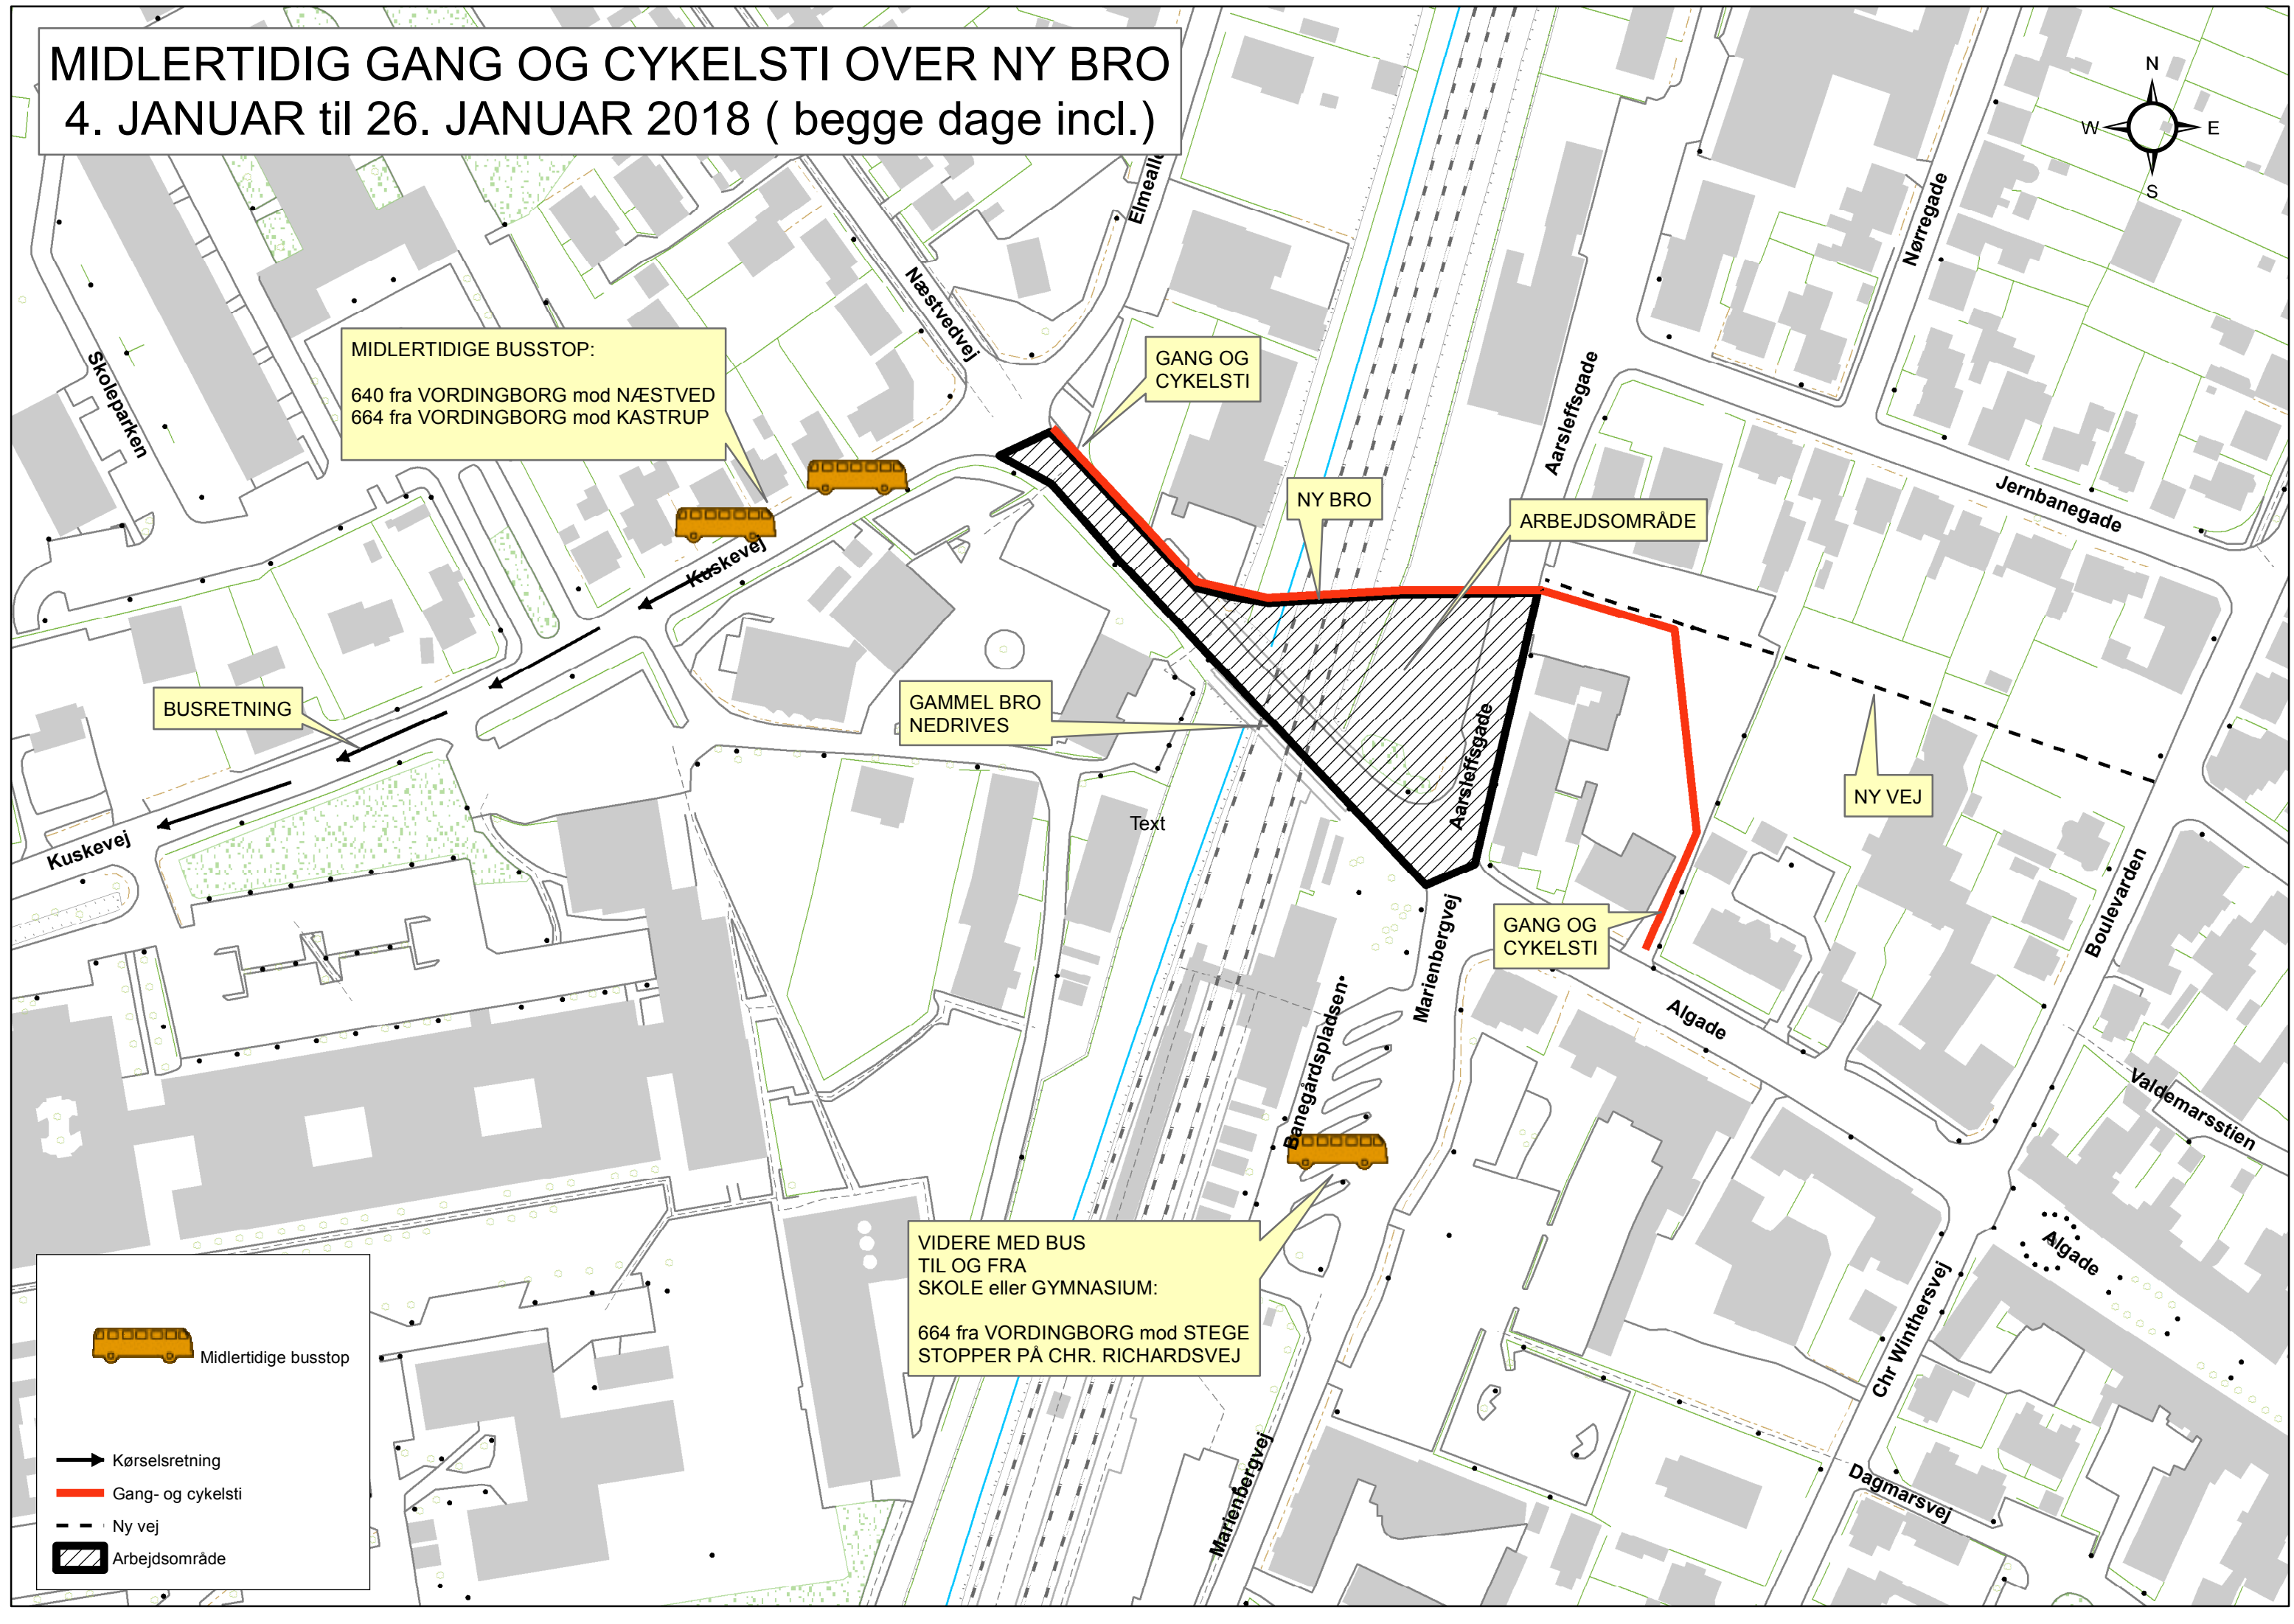 MIDLERTIDIG GANG OG CYKELSTI OVER NY BRO
4. JANUAR til 26. JANUAR 2018 ( begge dage incl.)
N
W
E
S
Elmeallé
Nørregade
Næstvedvej
Skoleparken
MIDLERTIDIGE BUSSTOP:
640 fra VORDINGBORG mod NÆSTVED
664 fra VORDINGBORG mod KASTRUP
GANG OG
CYKELSTI
Aarsleffsgade
NY BRO
ARBEJDSOMRÅDE
Jernbanegade
Kuskevej
BUSRETNING
GAMMEL BRO
NEDRIVES
Aarsleffsgade
NY VEJ
Text
Kuskevej
GANG OG
CYKELSTI
Marienbergvej
Boulevarden
Algade
Banegårdspladsen
Valdemarsstien
VIDERE MED BUS
TIL OG FRA
SKOLE eller GYMNASIUM:
664 fra VORDINGBORG mod STEGE
STOPPER PÅ CHR. RICHARDSVEJ
Algade
Chr Winthersvej
Marienbergvej
Dagmarsvej
Midlertidige busstop
Kørselsretning
Gang- og cykelsti
Ny vej
Arbejdsområde